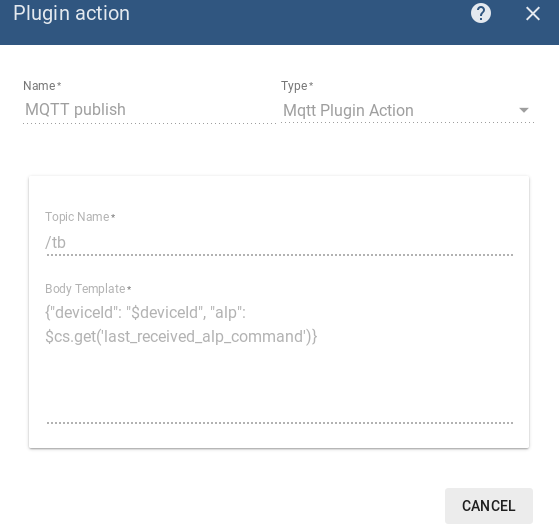 Plugin action
Name*
Type*
MQTT publish
Mqtt Plugin Action
Topic Name*
/tb
Body Template*
{"deviceId": "$deviceId", "alp":
$cs.get('last_received_alp_command')}
CANCEL